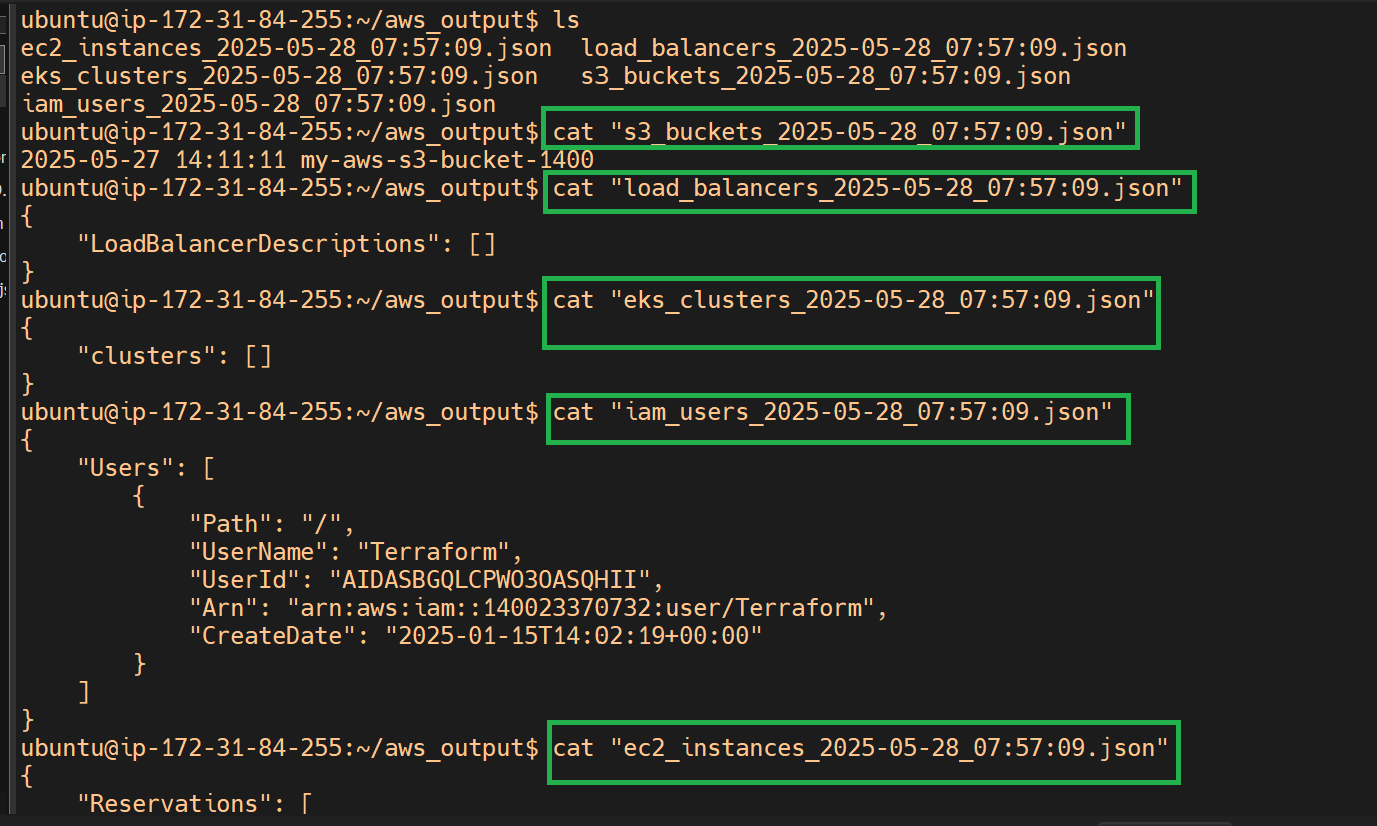 ubuntu@ip-172-31-84-255:~/aws_output$ ls
ec2_instances_2025-05-28_07:57:09.json  load_balancers_2025-05-28_07:57:09.json
eks_clusters_2025-05-28_07:57:09.json   s3_buckets_2025-05-28_07:57:09.json
iam_users_2025-05-28_07:57:09.json
ubuntu@ip-172-31-84-255:~/aws_output$ cat "s3_buckets_2025-05-28_07:57:09.json"
2025-05-27 14:11:11 my-aws-s3-bucket-1400
ubuntu@ip-172-31-84-255:~/aws_output$ cat "load_balancers_2025-05-28_07:57:09.json"
{
    "LoadBalancerDescriptions": []
}
ubuntu@ip-172-31-84-255:~/aws_output$ cat "eks_clusters_2025-05-28_07:57:09.json"
{
    "clusters": []
}
ubuntu@ip-172-31-84-255:~/aws_output$ cat "iam_users_2025-05-28_07:57:09.json"
{
    "Users": [
        {
            "Path": "/",
            "UserName": "Terraform",
            "UserId": "AIDASBGQLCPWO3OASQHII",
            "Arn": "arn:aws:iam::140023370732:user/Terraform",
            "CreateDate": "2025-01-15T14:02:19+00:00"
        }
    ]
}
ubuntu@ip-172-31-84-255:~/aws_output$ cat "ec2_instances_2025-05-28_07:57:09.json"
{
    "Reservations": [